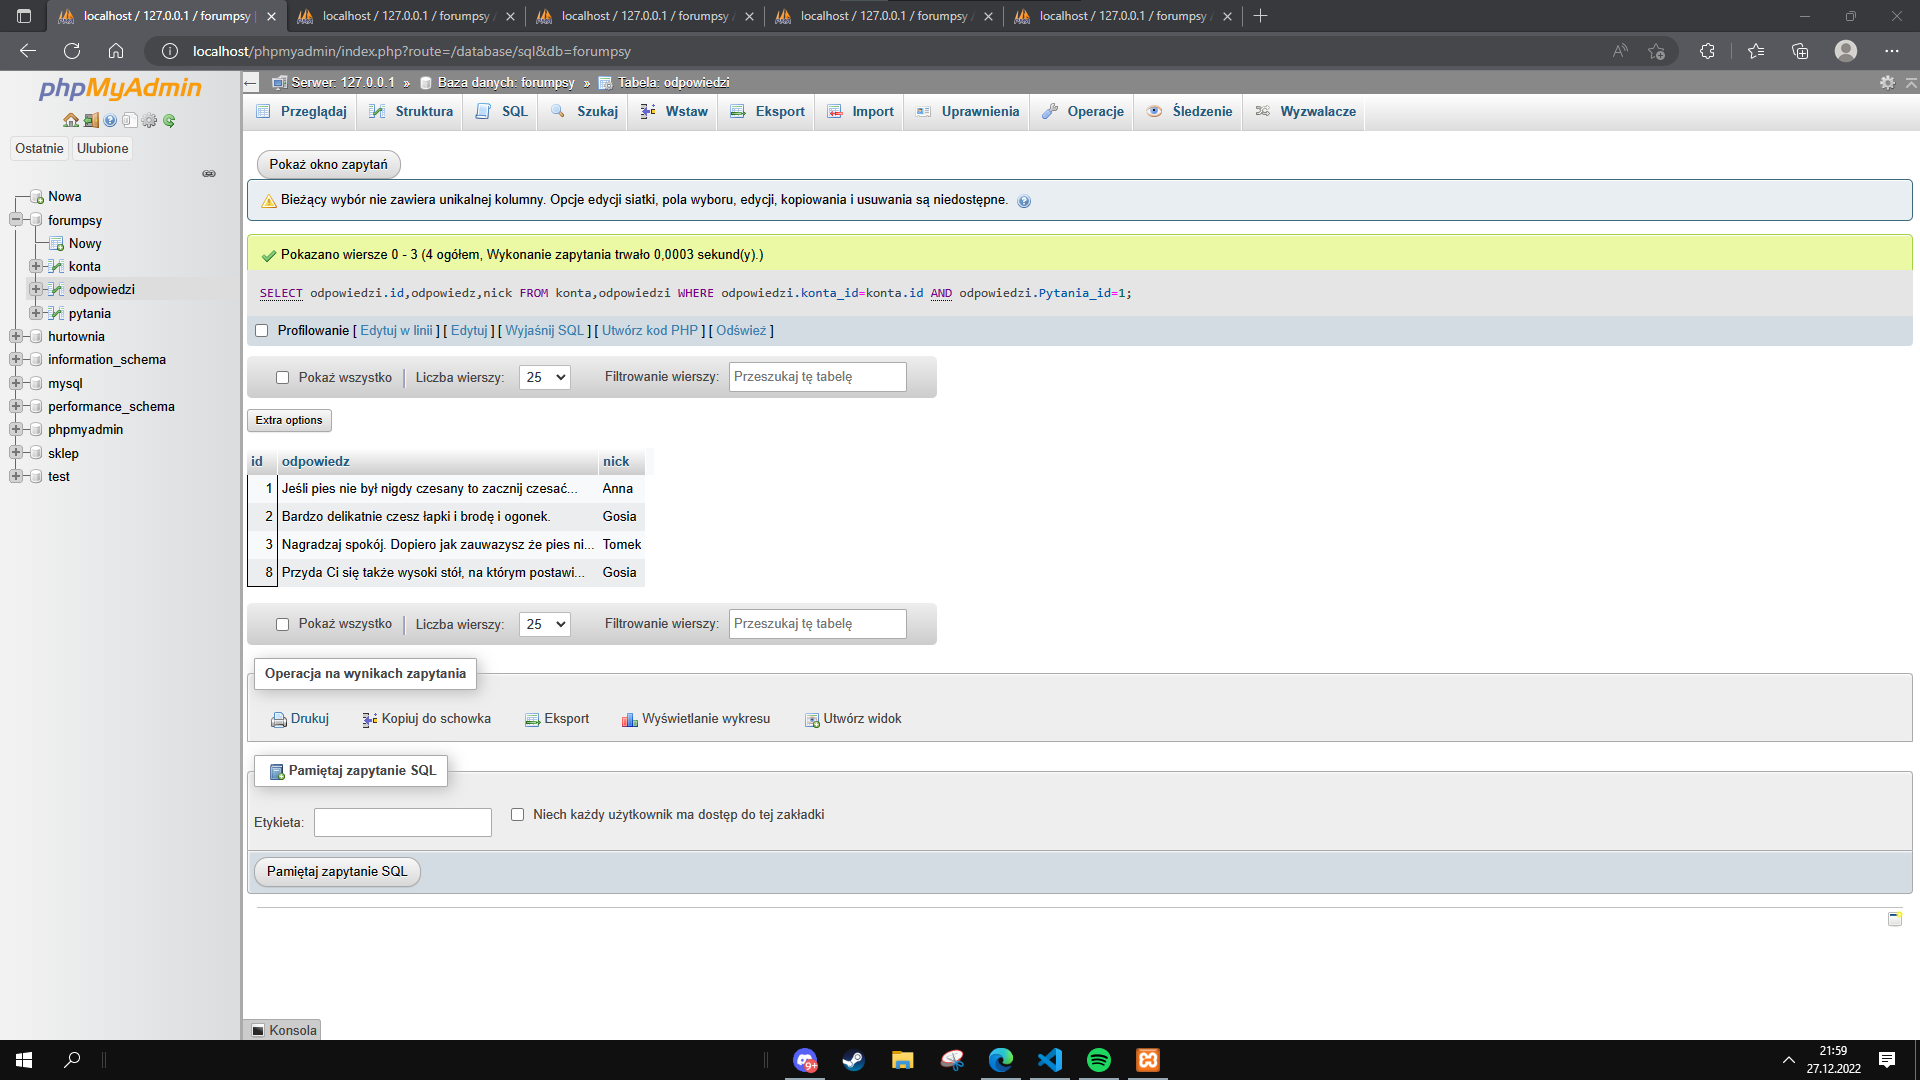 localhost / 127.0.0.1 / forumpsy
localhost / 127.0.0.1 / forumpsy
localhost / 127.0.0.1 / forumpsy
localhost / 127.0.0.1 / forumpsy
localhost / 127.0.0.1 / forumpsy
localhost/phpmyadmin/index.php?route=/database/sql&db=forumpsy
phpMyAdmin
Ostatnie Ulubione
Nowa
forumpsy
Nowy
konta
odpowiedzi
pytania
hurtownia
information_schema
mysql
performance_schema
phpmyadmin
sklep
test
Serwer: 127.0.0.1 » Baza danych: forumpsy » Tabela: odpowiedzi
Przeglądaj Struktura SQL Szukaj Wstaw Eksport Import Uprawnienia Operacje Śledzenie Wyzwalacze
Pokaż okno zapytań
Bieżący wybór nie zawiera unikalnej kolumny. Opcje edycji siatki, pola wyboru, edycji, kopiowania i usuwania są niedostępne.
Pokazano wiersze 0 - 3 (4 ogółem, Wykonanie zapytania trwało 0,0003 sekund(y).)
SELECT odpowiedzi.id,odpowiedz,nick FROM konta,odpowiedzi WHERE odpowiedzi.konta_id=konta.id AND odpowiedzi.Pytania_id=1;
Profilowanie [ Edytuj w linii ] [ Edytuj ] [ Wyjaśnij SQL ] [ Utwórz kod PHP ] [ Odśwież ]
Pokaż wszystko | Liczba wierszy: 25 Filtrowanie wierszy: Przeszukaj tę tabelę
Extra options
id odpowiedz nick
1 Jeśli pies nie był nigdy czesany to zacznij czesać... Anna
2 Bardzo delikatnie czesz łapki i brodę i ogonek. Gosia
3 Nagradzaj spokój. Dopiero jak zauwazysz że pies ni... Tomek
8 Przyda Ci się także wysoki stół, na którym postawi... Gosia
Pokaż wszystko | Liczba wierszy: 25 Filtrowanie wierszy: Przeszukaj tę tabelę
Operacja na wynikach zapytania
Drukuj Kopiuj do schowka Eksport Wyświetlanie wykresu Utwórz widok
Pamiętaj zapytanie SQL
Etykieta: Niech każdy użytkownik ma dostęp do tej zakładki
Pamiętaj zapytanie SQL
Konsola
9+
21:59
27.12.2022